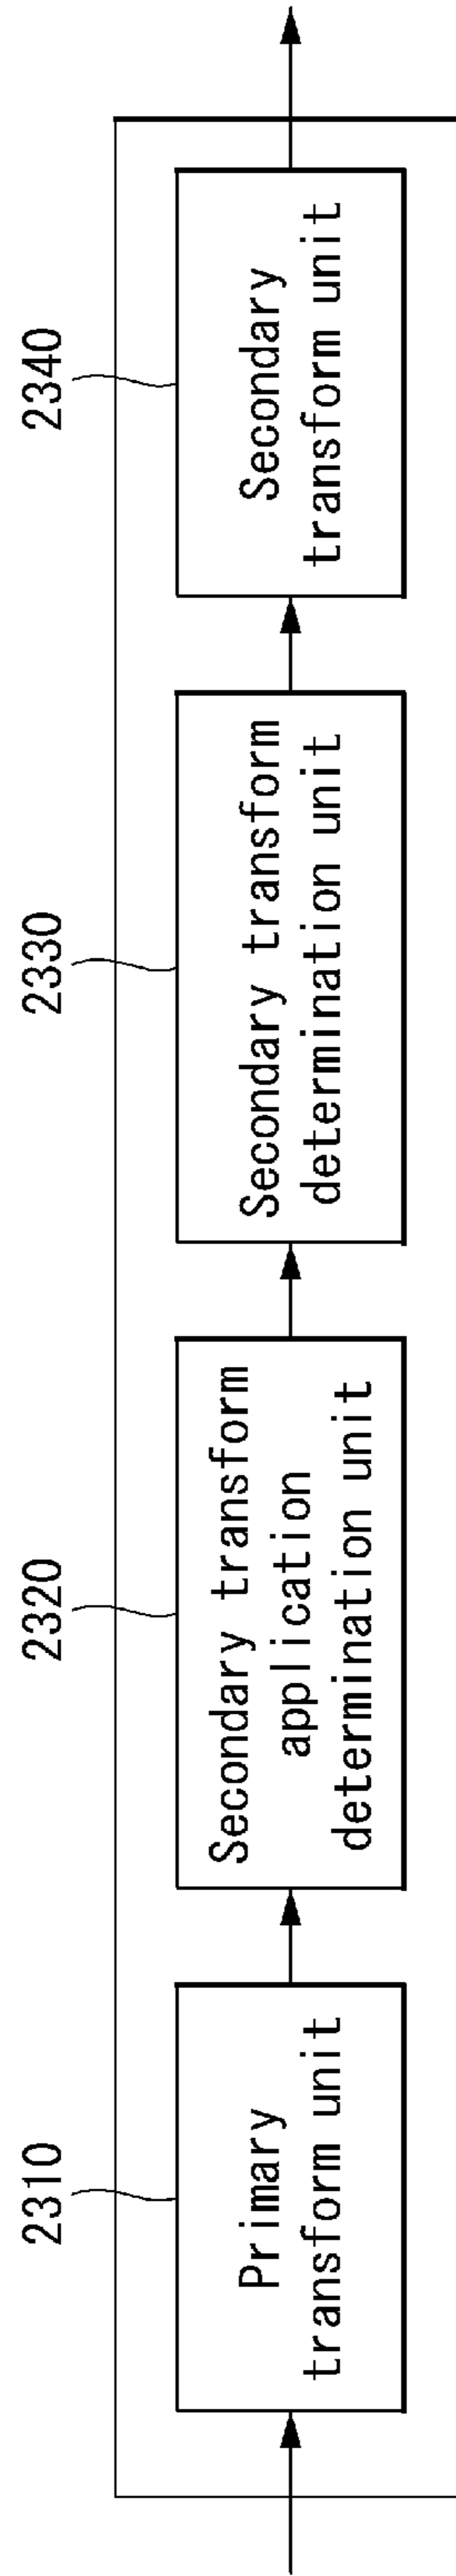 2310
Primary
transform unit
2320
Secondary transform
application
determination unit
2330
Secondary transform
determination unit
2340
Secondary
transform unit